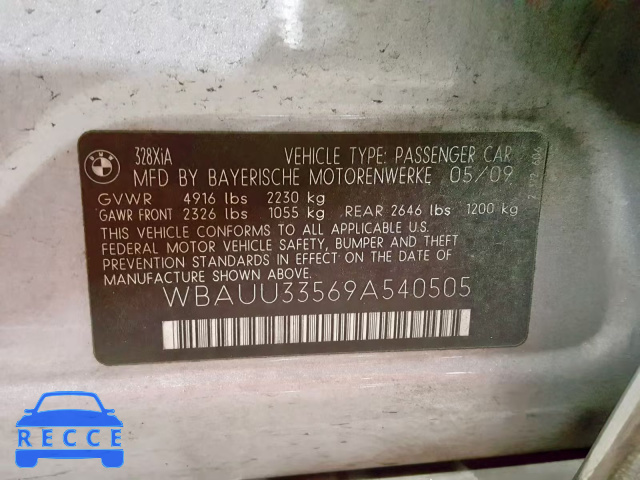 BMW
328XiA VEHICLE TYPE: PASSENGER CAR
MFD BY BAYERISCHE MOTORENWERKE 05/09
GVWR 4916 lbs 2230 kg
GAWR FRONT 2326 lbs 1055 kg REAR 2646 lbs 1200 kg
THIS VEHICLE CONFORMS TO ALL APPLICABLE U.S.
FEDERAL MOTOR VEHICLE SAFETY, BUMPER AND THEFT
PREVENTION STANDARDS IN EFFECT ON THE DATE OF
MANUFACTURE SHOWN ABOVE.
WBAUU33569A540505
RECCE